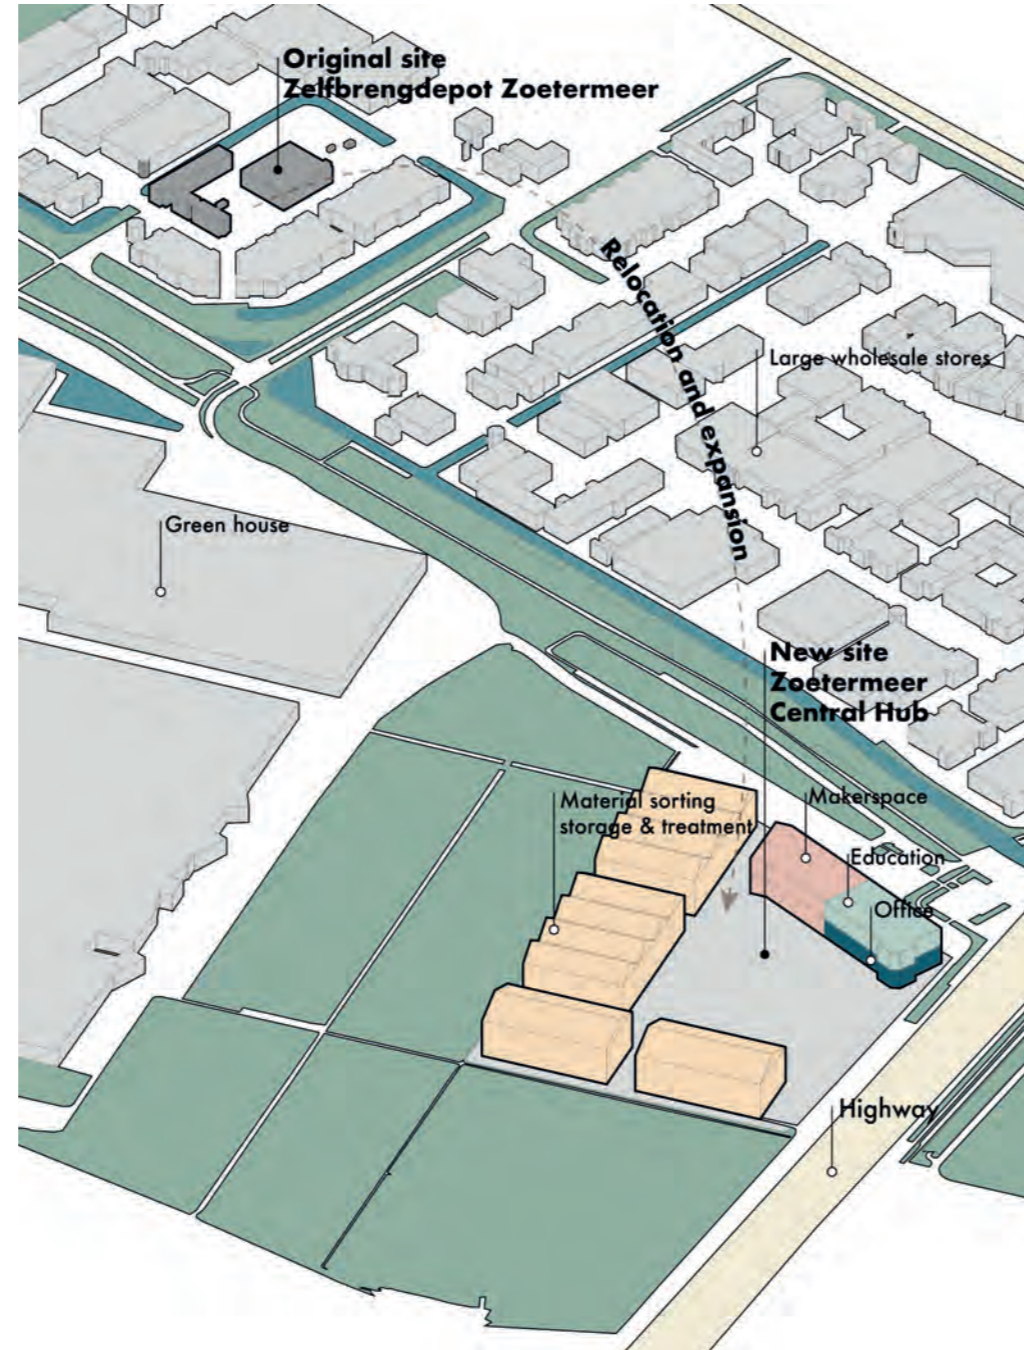 Original site
Zelfbrengdepot Zoetermeer
Relocation and expansion
Large wholesale stores
Green house
New site
Zoetermeer
Central Hub
Material sorting
storage & treatment
Makerspace
Education
Office
Highway